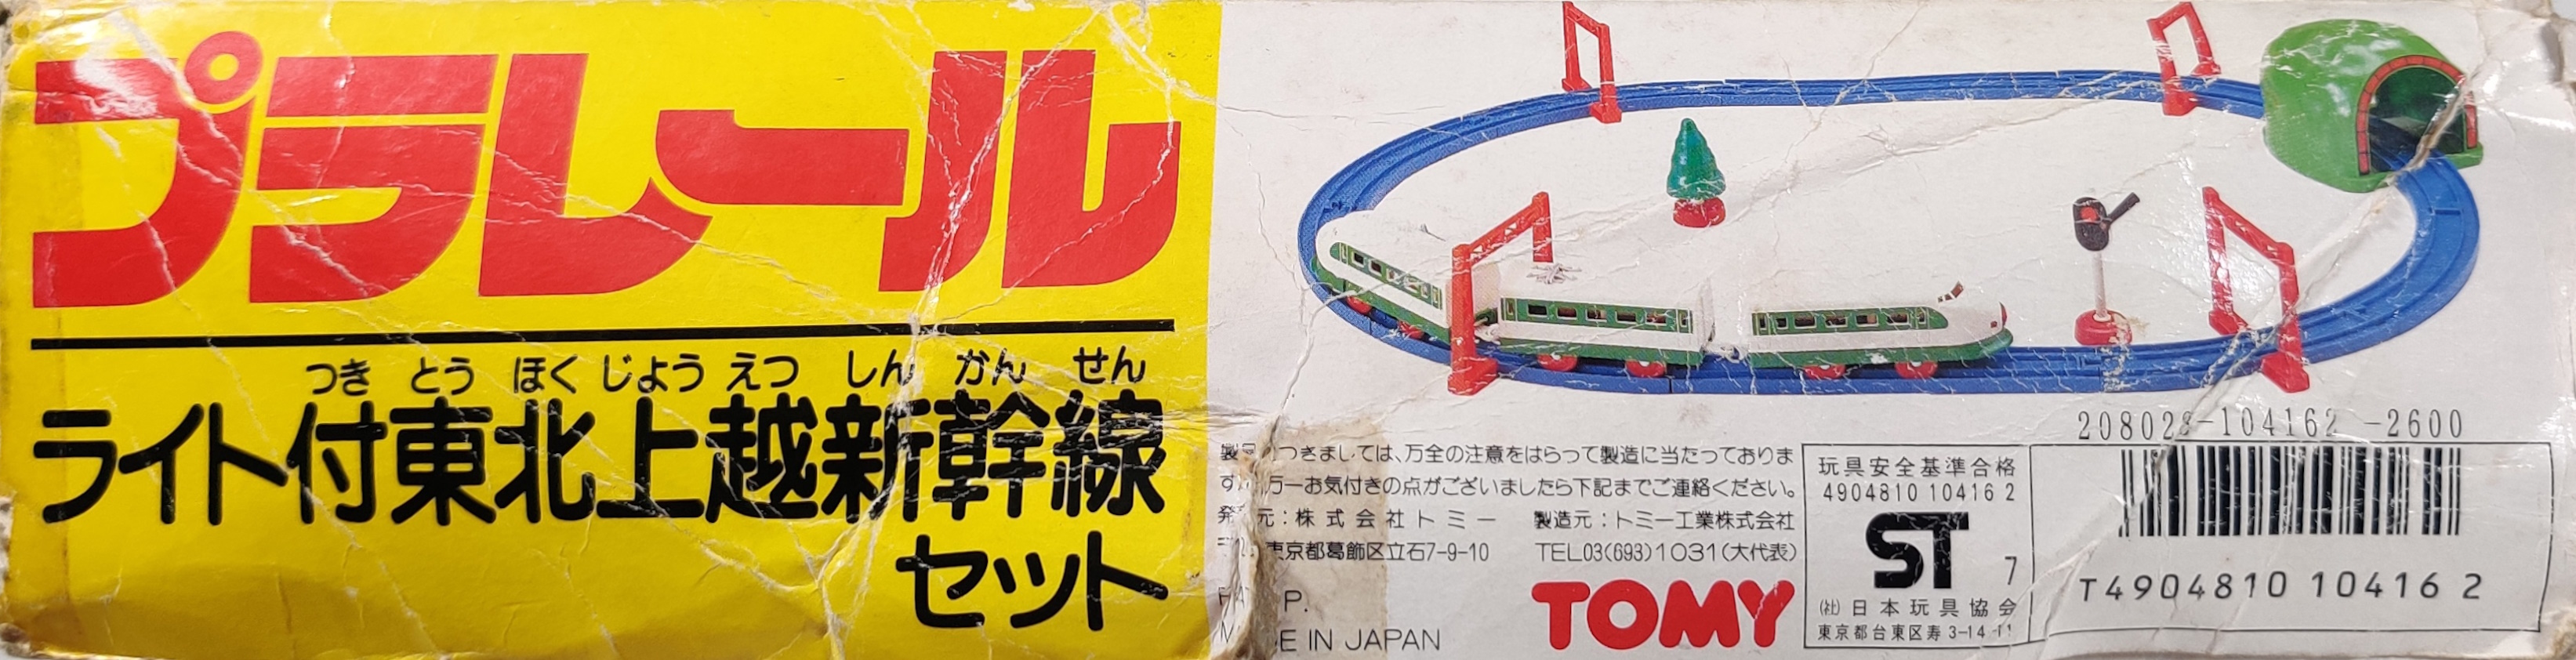 プラレール
つき とう ほく じょう えつ しん かん せん
ライト付東北上越新幹線
セット
製 つきましては、万全の注意をはらって製造に当たっておりま
す 万一お気付きの点がございましたら下記までご連絡ください。
発 元:株式会社トミー 製造元:トミー工業株式会社
東京都葛飾区立石7-9-10 TEL03(693)1031(大代表)
P.
M E IN JAPAN
TOMY
玩具安全基準合格
4904810 10416 2
ST 7
(社)日本玩具協会
東京都台東区寿3-14-11
208028-104162 -2600
T4904810 10416 2